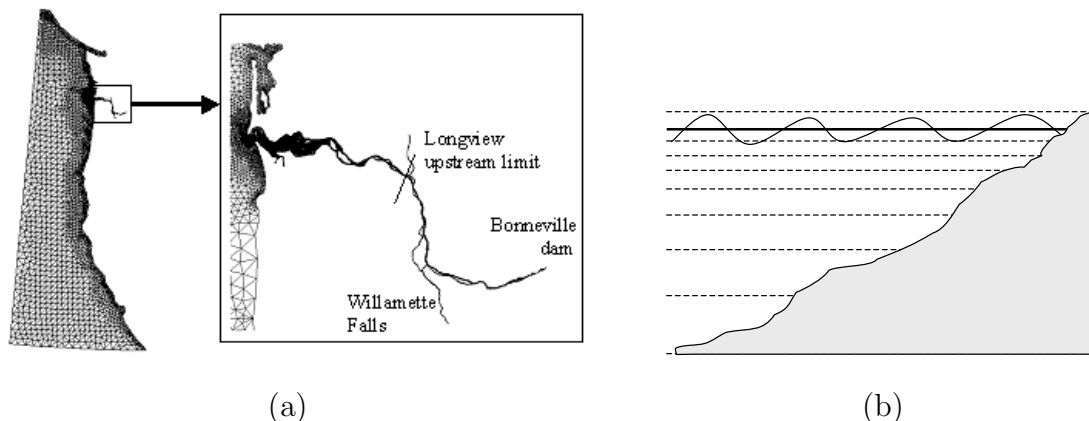 Longview
upstream limit
Bonneville
dam
Willamette
Falls
(a)
(b)